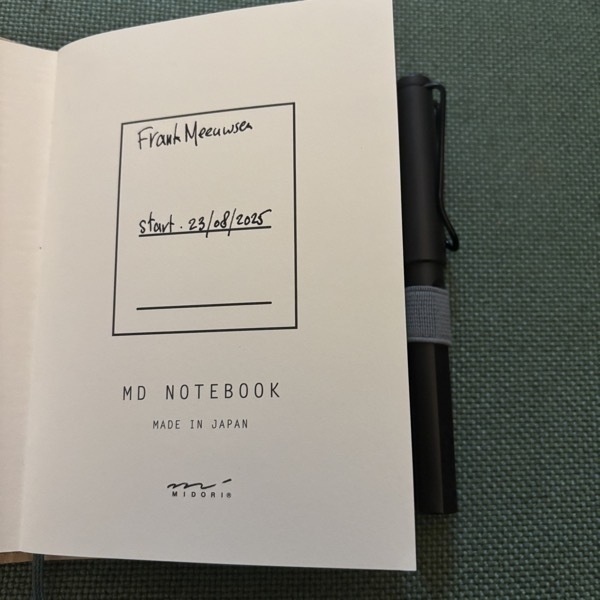 Frank Meeuwsen
start. 23/08/2025
MD NOTEBOOK
MADE IN JAPAN
MIDORI®